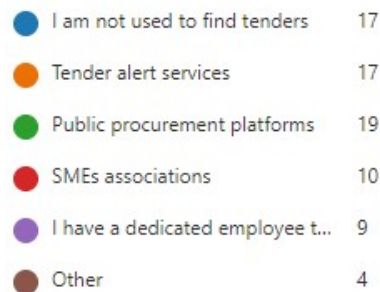 I am not used to find tenders 17
Tender alert services 17
Public procurement platforms 19
SMEs associations 10
I have a dedicated employee t... 9
Other 4